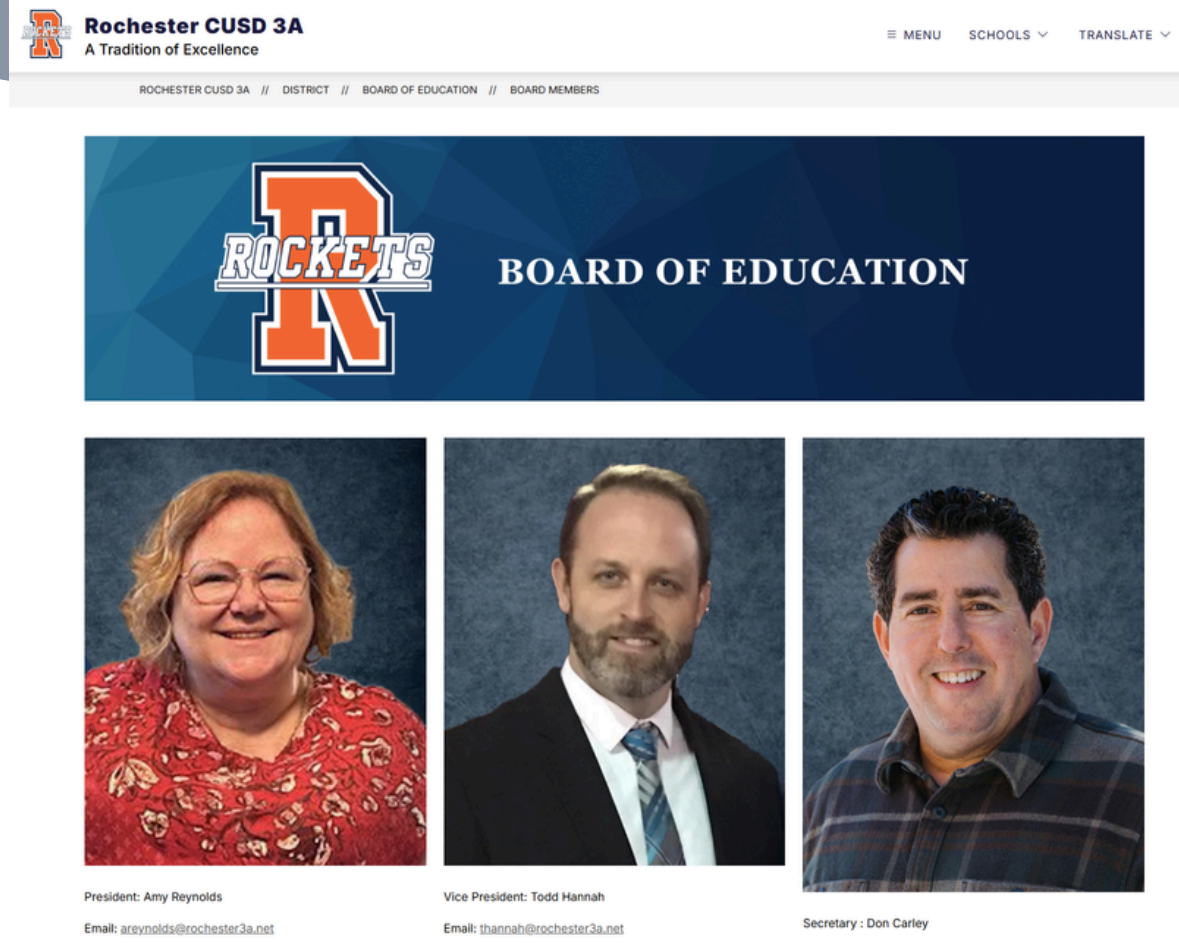 ROCKETS
R
Rochester CUSD 3A
A Tradition of Excellence
MENU SCHOOLS TRANSLATE
ROCHESTER CUSD 3A // DISTRICT // BOARD OF EDUCATION // BOARD MEMBERS
R
ROCKETS
BOARD OF EDUCATION
President: Amy Reynolds
Email: areynolds@rochester3a.net
Vice President: Todd Hannah
Email: thannah@rochester3a.net
Secretary : Don Carley